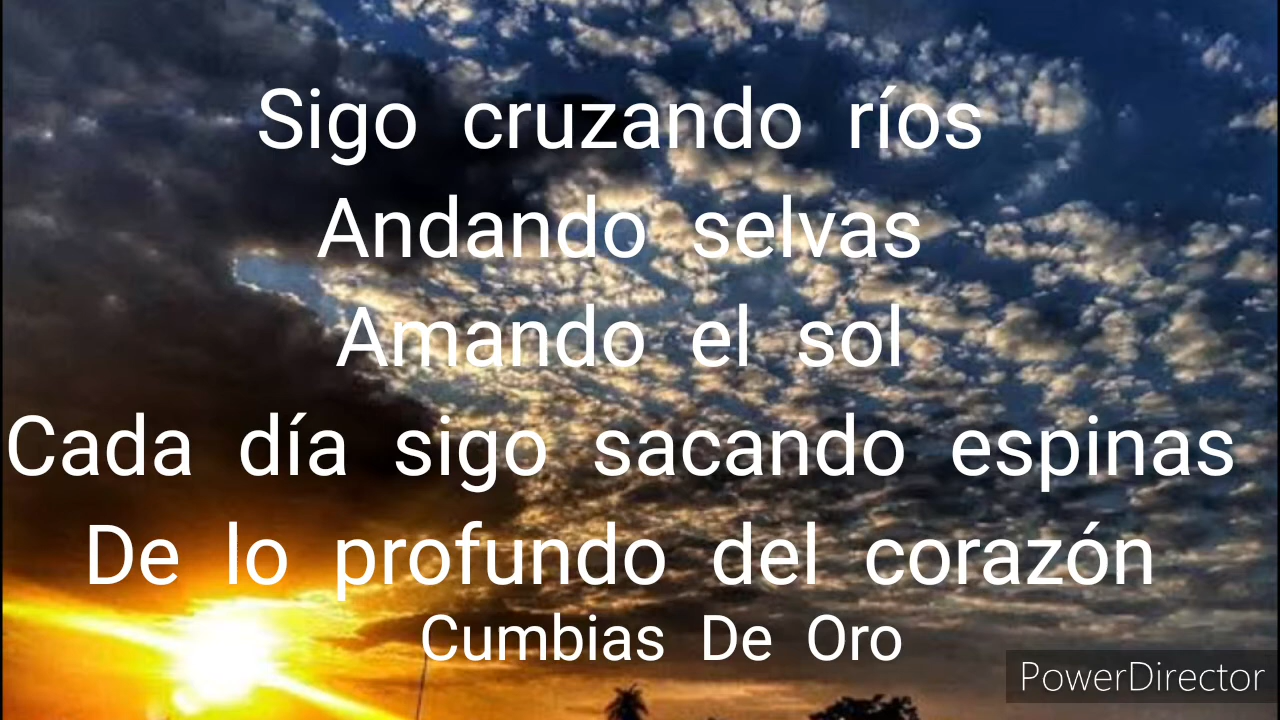 Sigo cruzando ríos
Andando selvas
Amando el sol
Cada día sigo sacando espinas
De lo profundo del corazón
Cumbias De Oro
PowerDirector